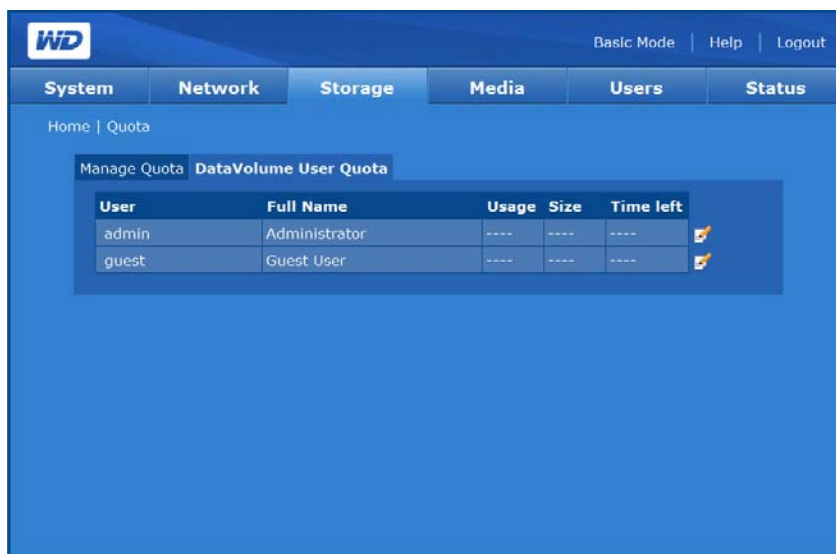 WD
Basic Mode | Help | Logout
System Network Storage Media Users Status
Home | Quota
Manage Quota DataVolume User Quota
User Full Name Usage Size Time left
admin Administrator ---- ---- ----
guest Guest User ---- ---- ----